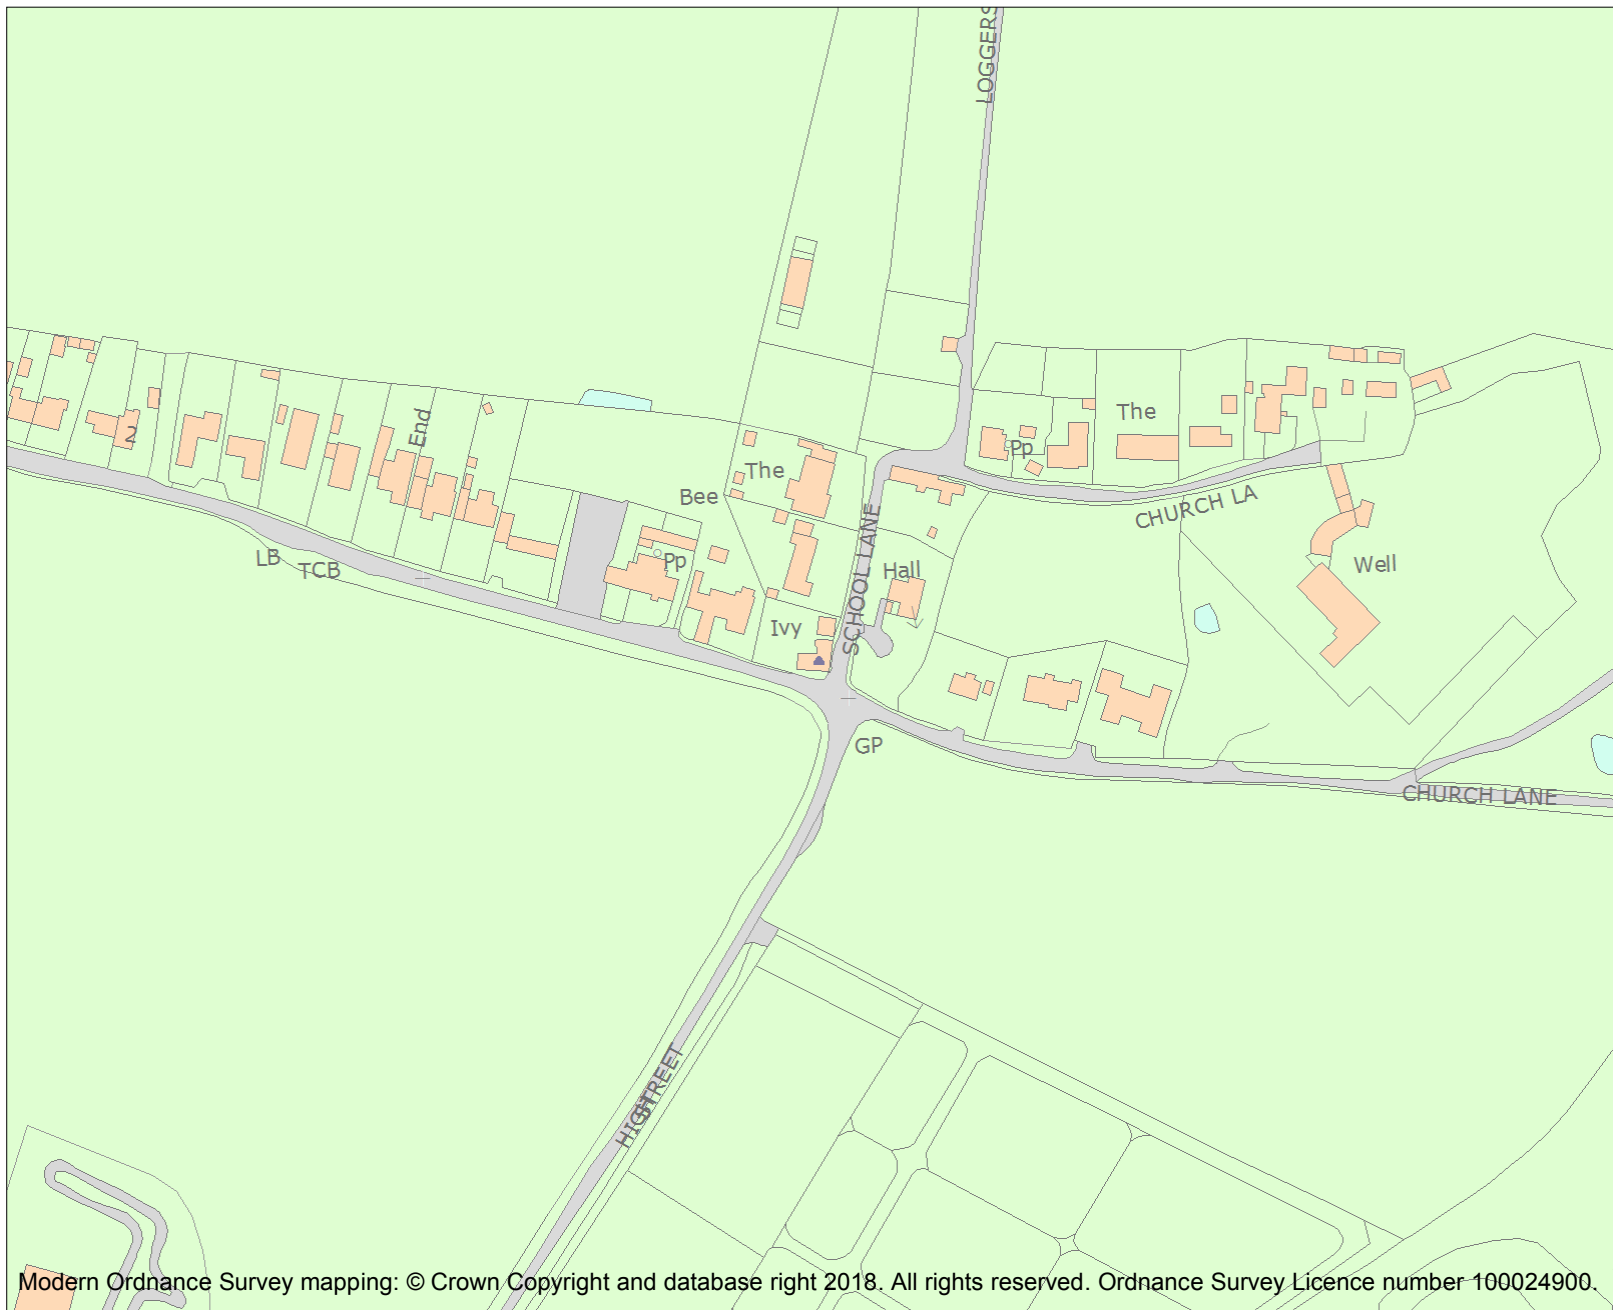 LOGGERS
The
End
2
Pp
The
Bee
CHURCH LA
SCHOOL LANE
LB
TCB
Pp
Hall
Well
Ivy
GP
CHURCH LANE
HIGH STREET
Modern Ordnance Survey mapping: © Crown Copyright and database right 2018. All rights reserved. Ordnance Survey Licence number 100024900.